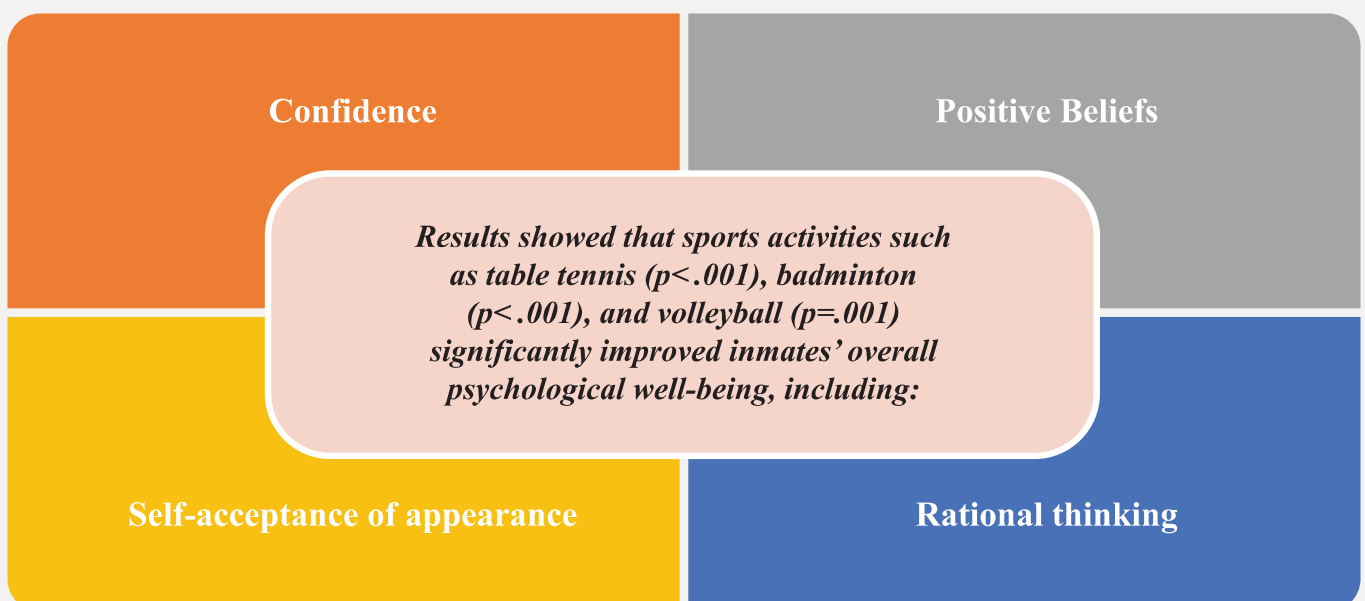 Confidence
Positive Beliefs
Results showed that sports activities such
as table tennis (p< .001), badminton
(p< .001), and volleyball (p=.001)
significantly improved inmates’ overall
psychological well-being, including:
Self-acceptance of appearance
Rational thinking